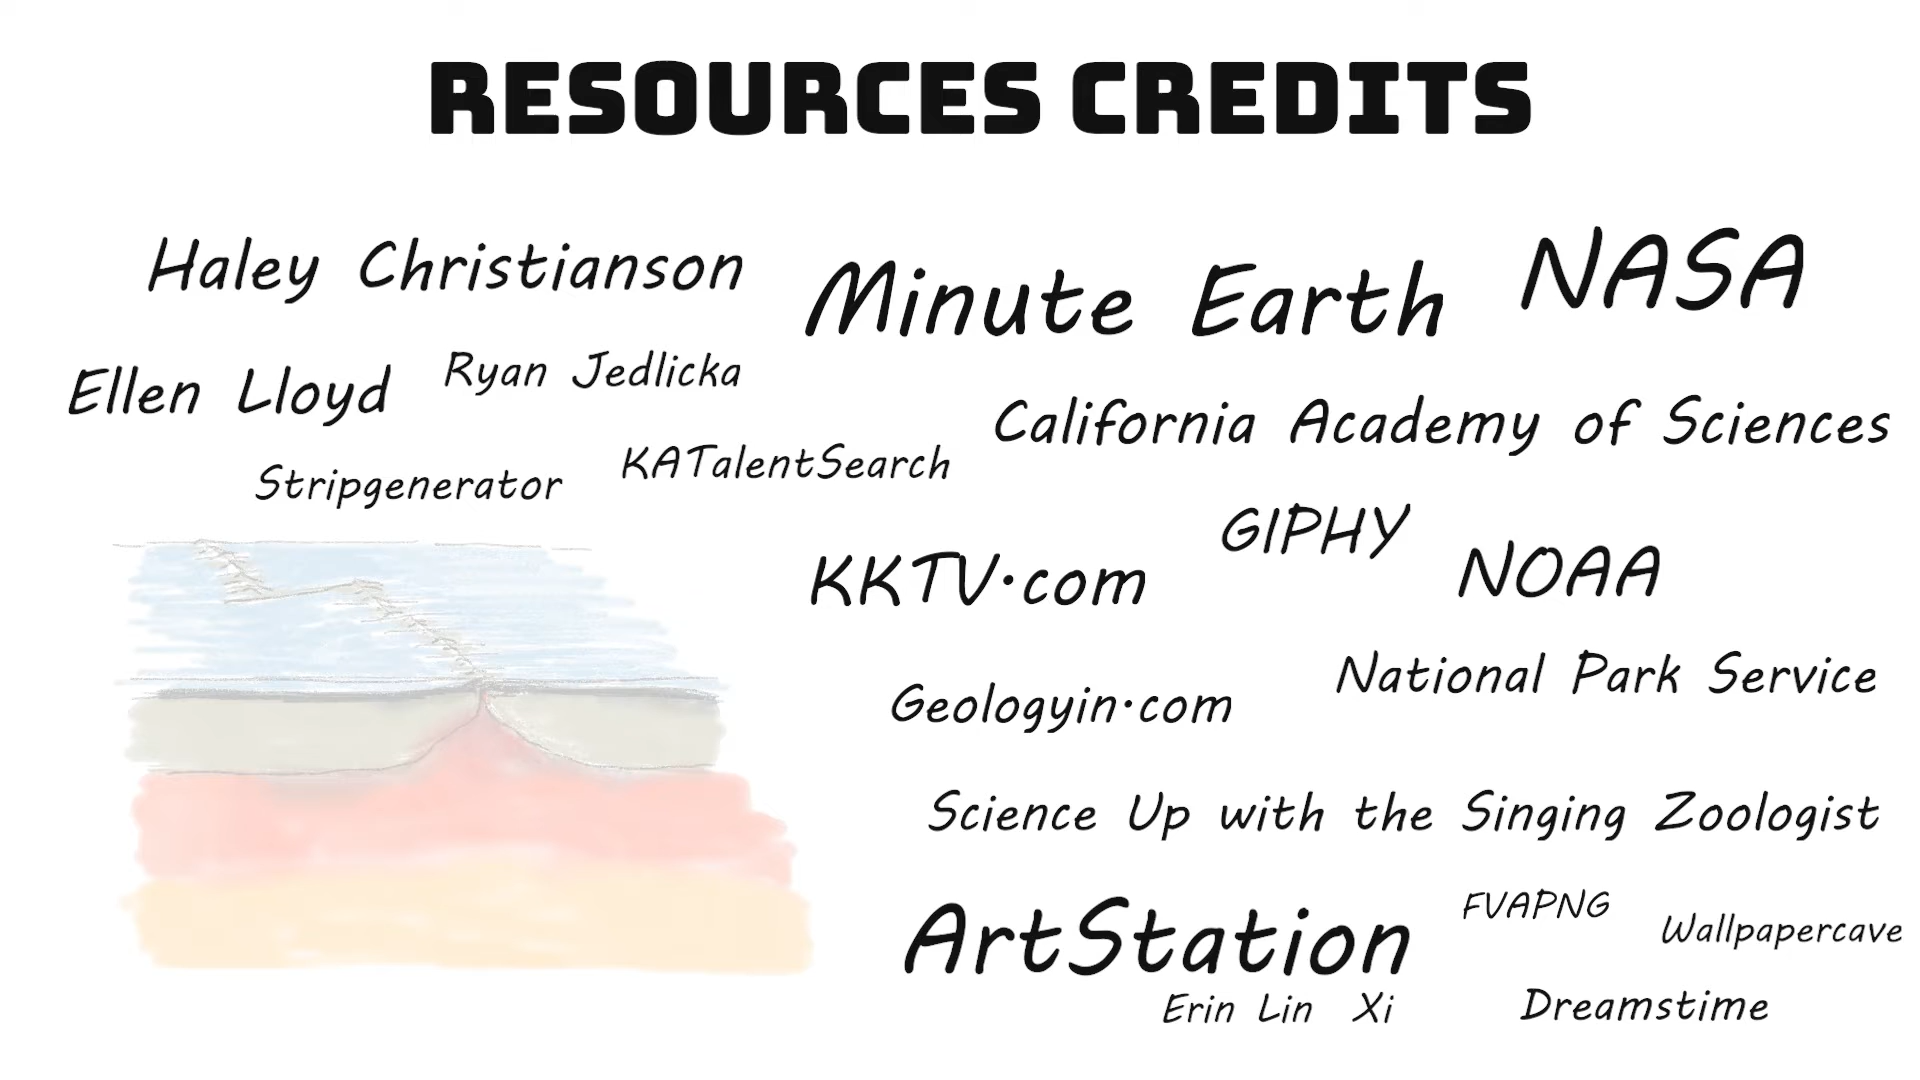 RESOURCES CREDITS
Haley Christianson
Minute Earth
NASA
Ellen Lloyd
Ryan Jedlicka
California Academy of Sciences
Stripgenerator
KATalentSearch
GIPHY
KKTV.com
NOAA
Geologyin.com
National Park Service
Science Up with the Singing Zoologist
ArtStation
FVAPNG
Wallpapercave
Erin Lin Xi
Dreamstime